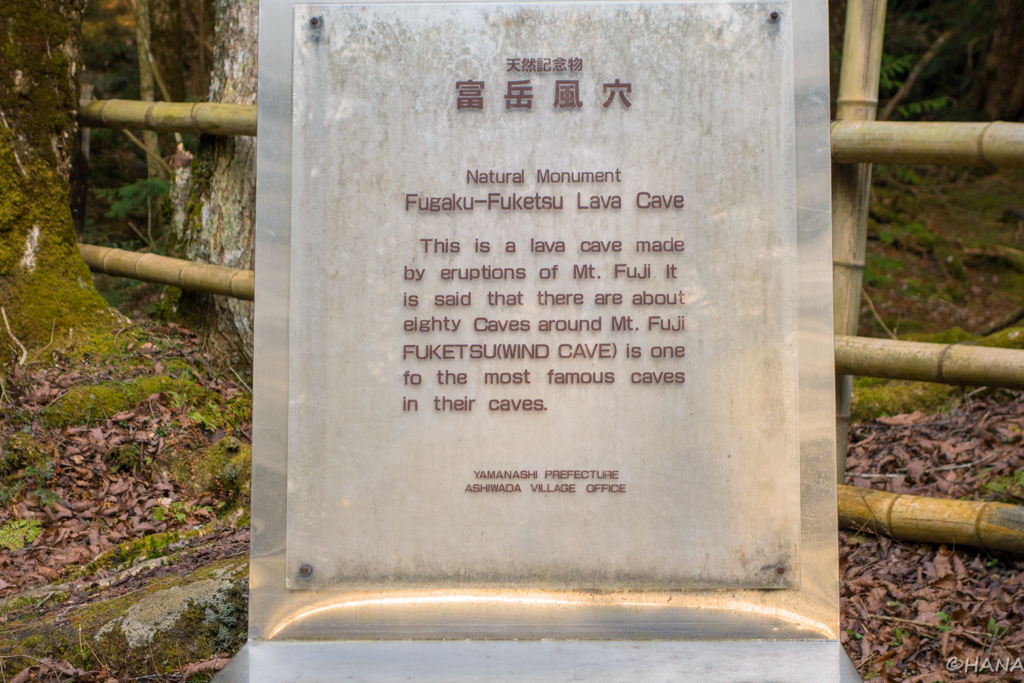 天然記念物
富岳風穴
Natural Monument
Fugaku-Fuketsu Lava Cave
This is a lava cave made
by eruptions of Mt. Fuji It
is said that there are about
eighty Caves around Mt. Fuji
FUKETSU(WIND CAVE) is one
fo the most famous caves
in their caves.
YAMANASHI PREFECTURE
ASHIWADA VILLAGE OFFICE
©HANA